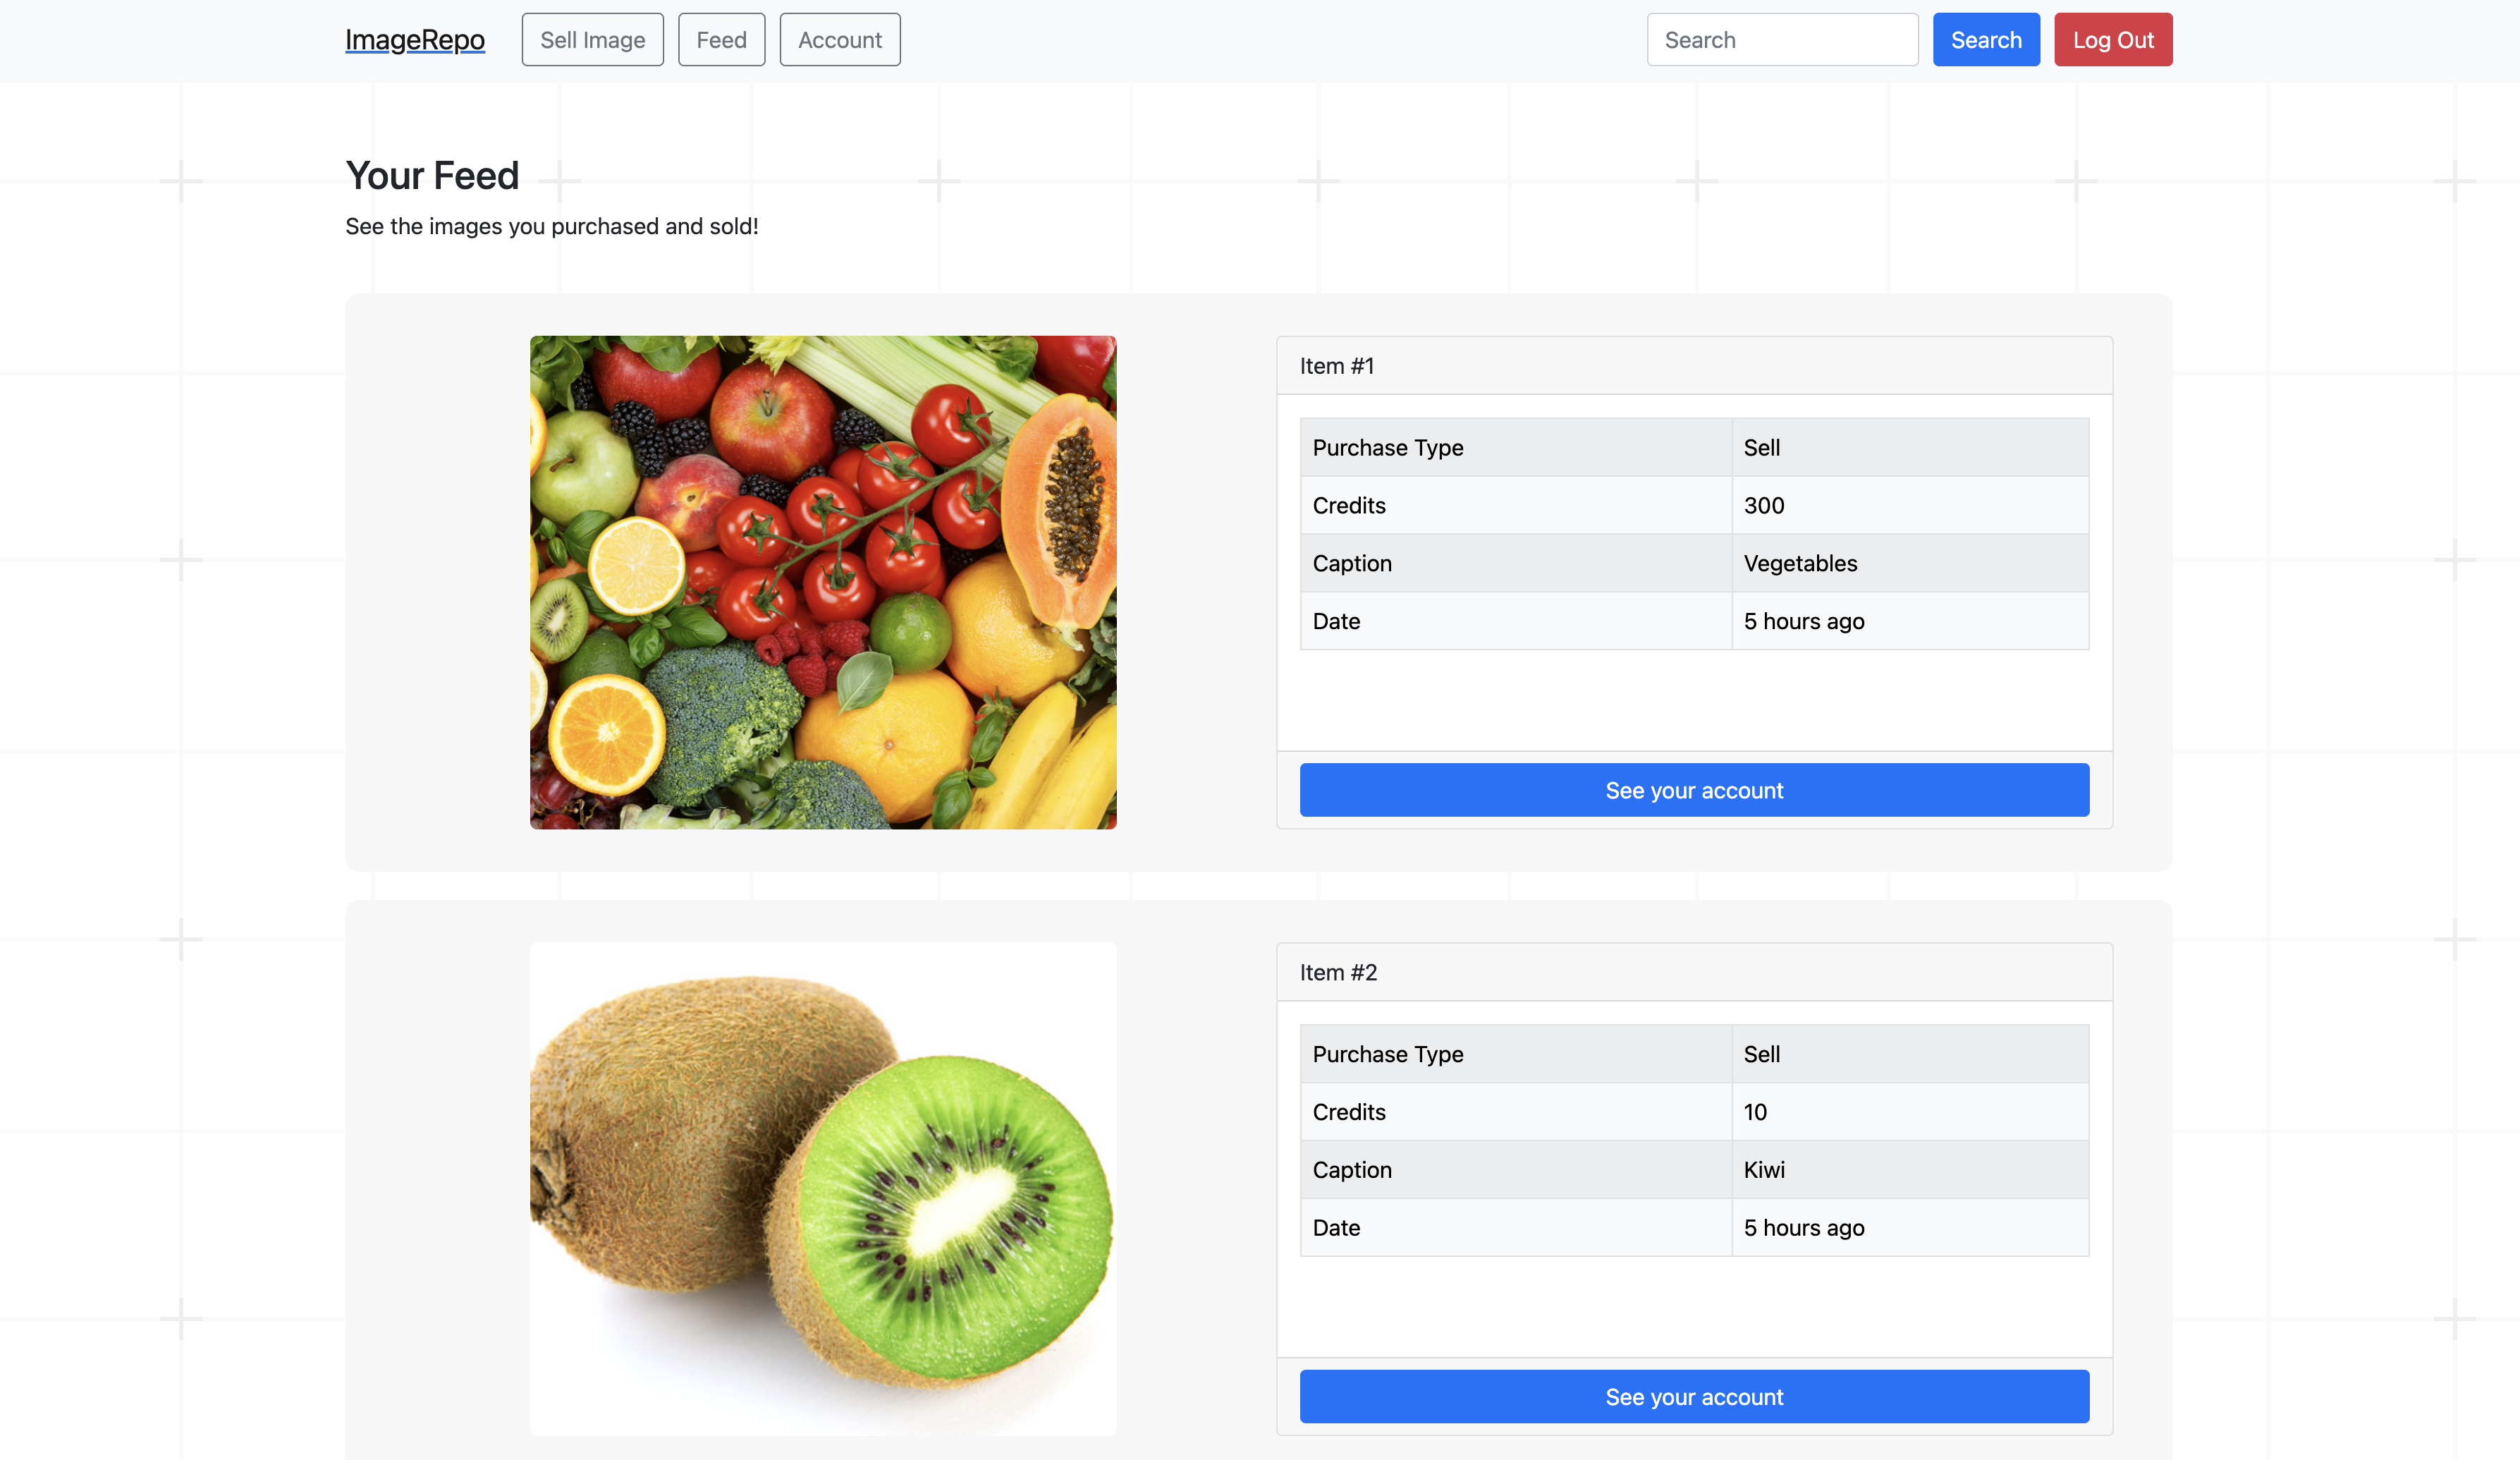 ImageRepo
Sell Image
Feed
Account
Search
Search
Log Out
Your Feed
See the images you purchased and sold!
Item #1
Purchase Type Sell
Credits 300
Caption Vegetables
Date 5 hours ago
See your account
Item #2
Purchase Type Sell
Credits 10
Caption Kiwi
Date 5 hours ago
See your account